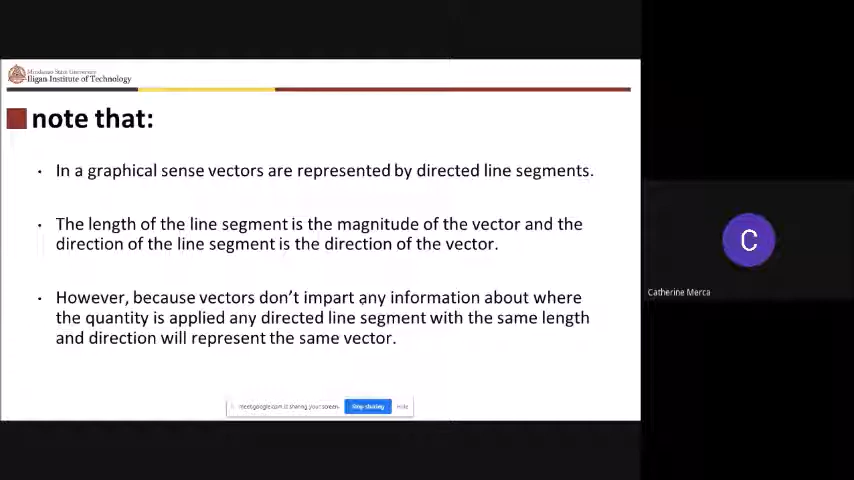 Mindanao State University
Iligan Institute of Technology
note that:
• In a graphical sense vectors are represented by directed line segments.
• The length of the line segment is the magnitude of the vector and the
direction of the line segment is the direction of the vector.
• However, because vectors don't impart any information about where
the quantity is applied any directed line segment with the same length
and direction will represent the same vector.
meet.google.com is sharing your screen.
Stop sharing
Hide
C
Catherine Merca